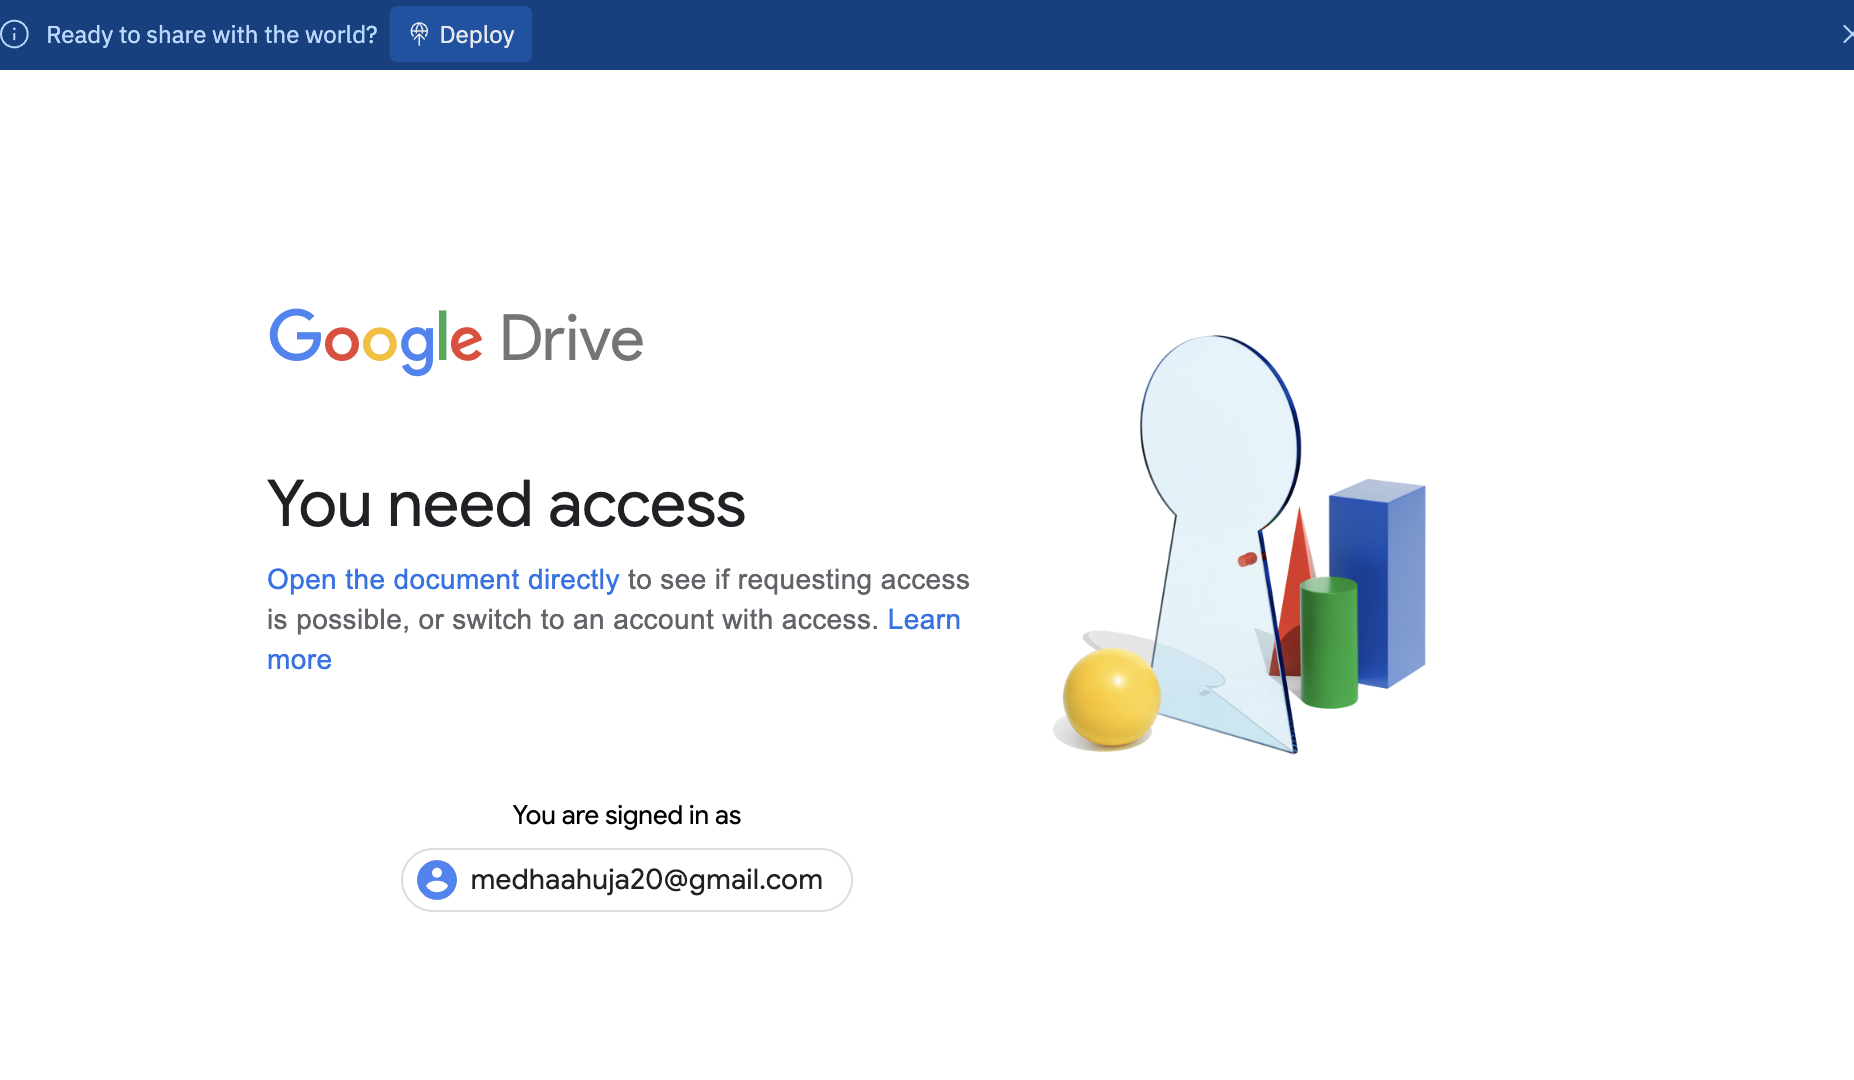 Ready to share with the world? Deploy
Google Drive
You need access
Open the document directly to see if requesting access
is possible, or switch to an account with access. Learn
more
You are signed in as
medhaahuja20@gmail.com